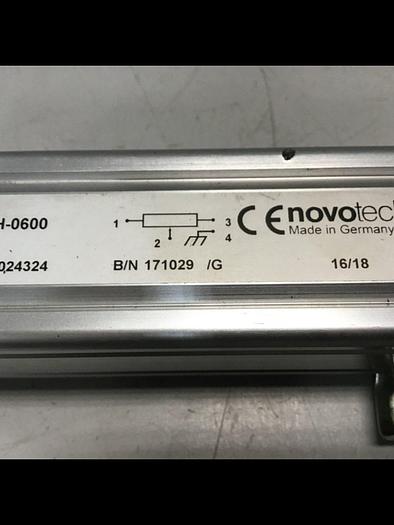 H-0600
1
3
2
4
CE novotec
Made in Germany
024324
B/N 171029 /G
16/18